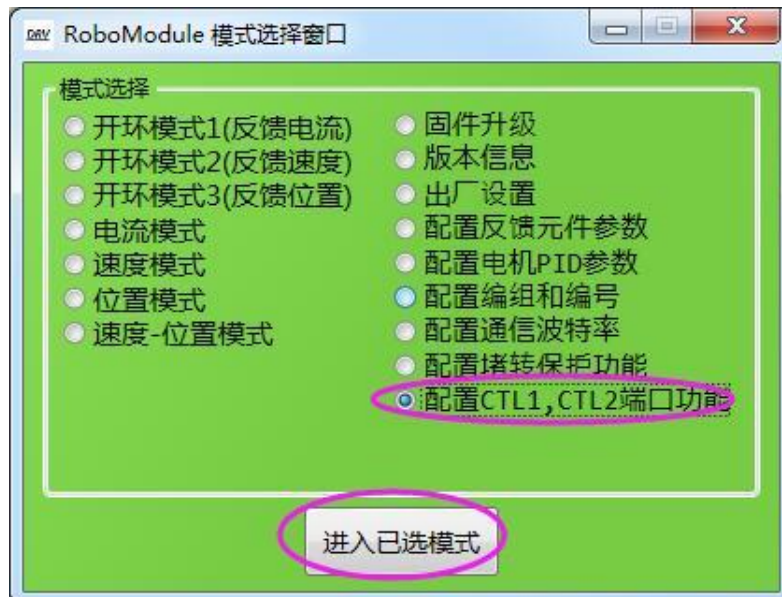 DRV RoboModule 模式选择窗口
模式选择
开环模式1(反馈电流)
开环模式2(反馈速度)
开环模式3(反馈位置)
电流模式
速度模式
位置模式
速度-位置模式
固件升级
版本信息
出厂设置
配置反馈元件参数
配置电机PID参数
配置编组和编号
配置通信波特率
配置堵转保护功能
配置CTL1,CTL2端口功能
进入已选模式